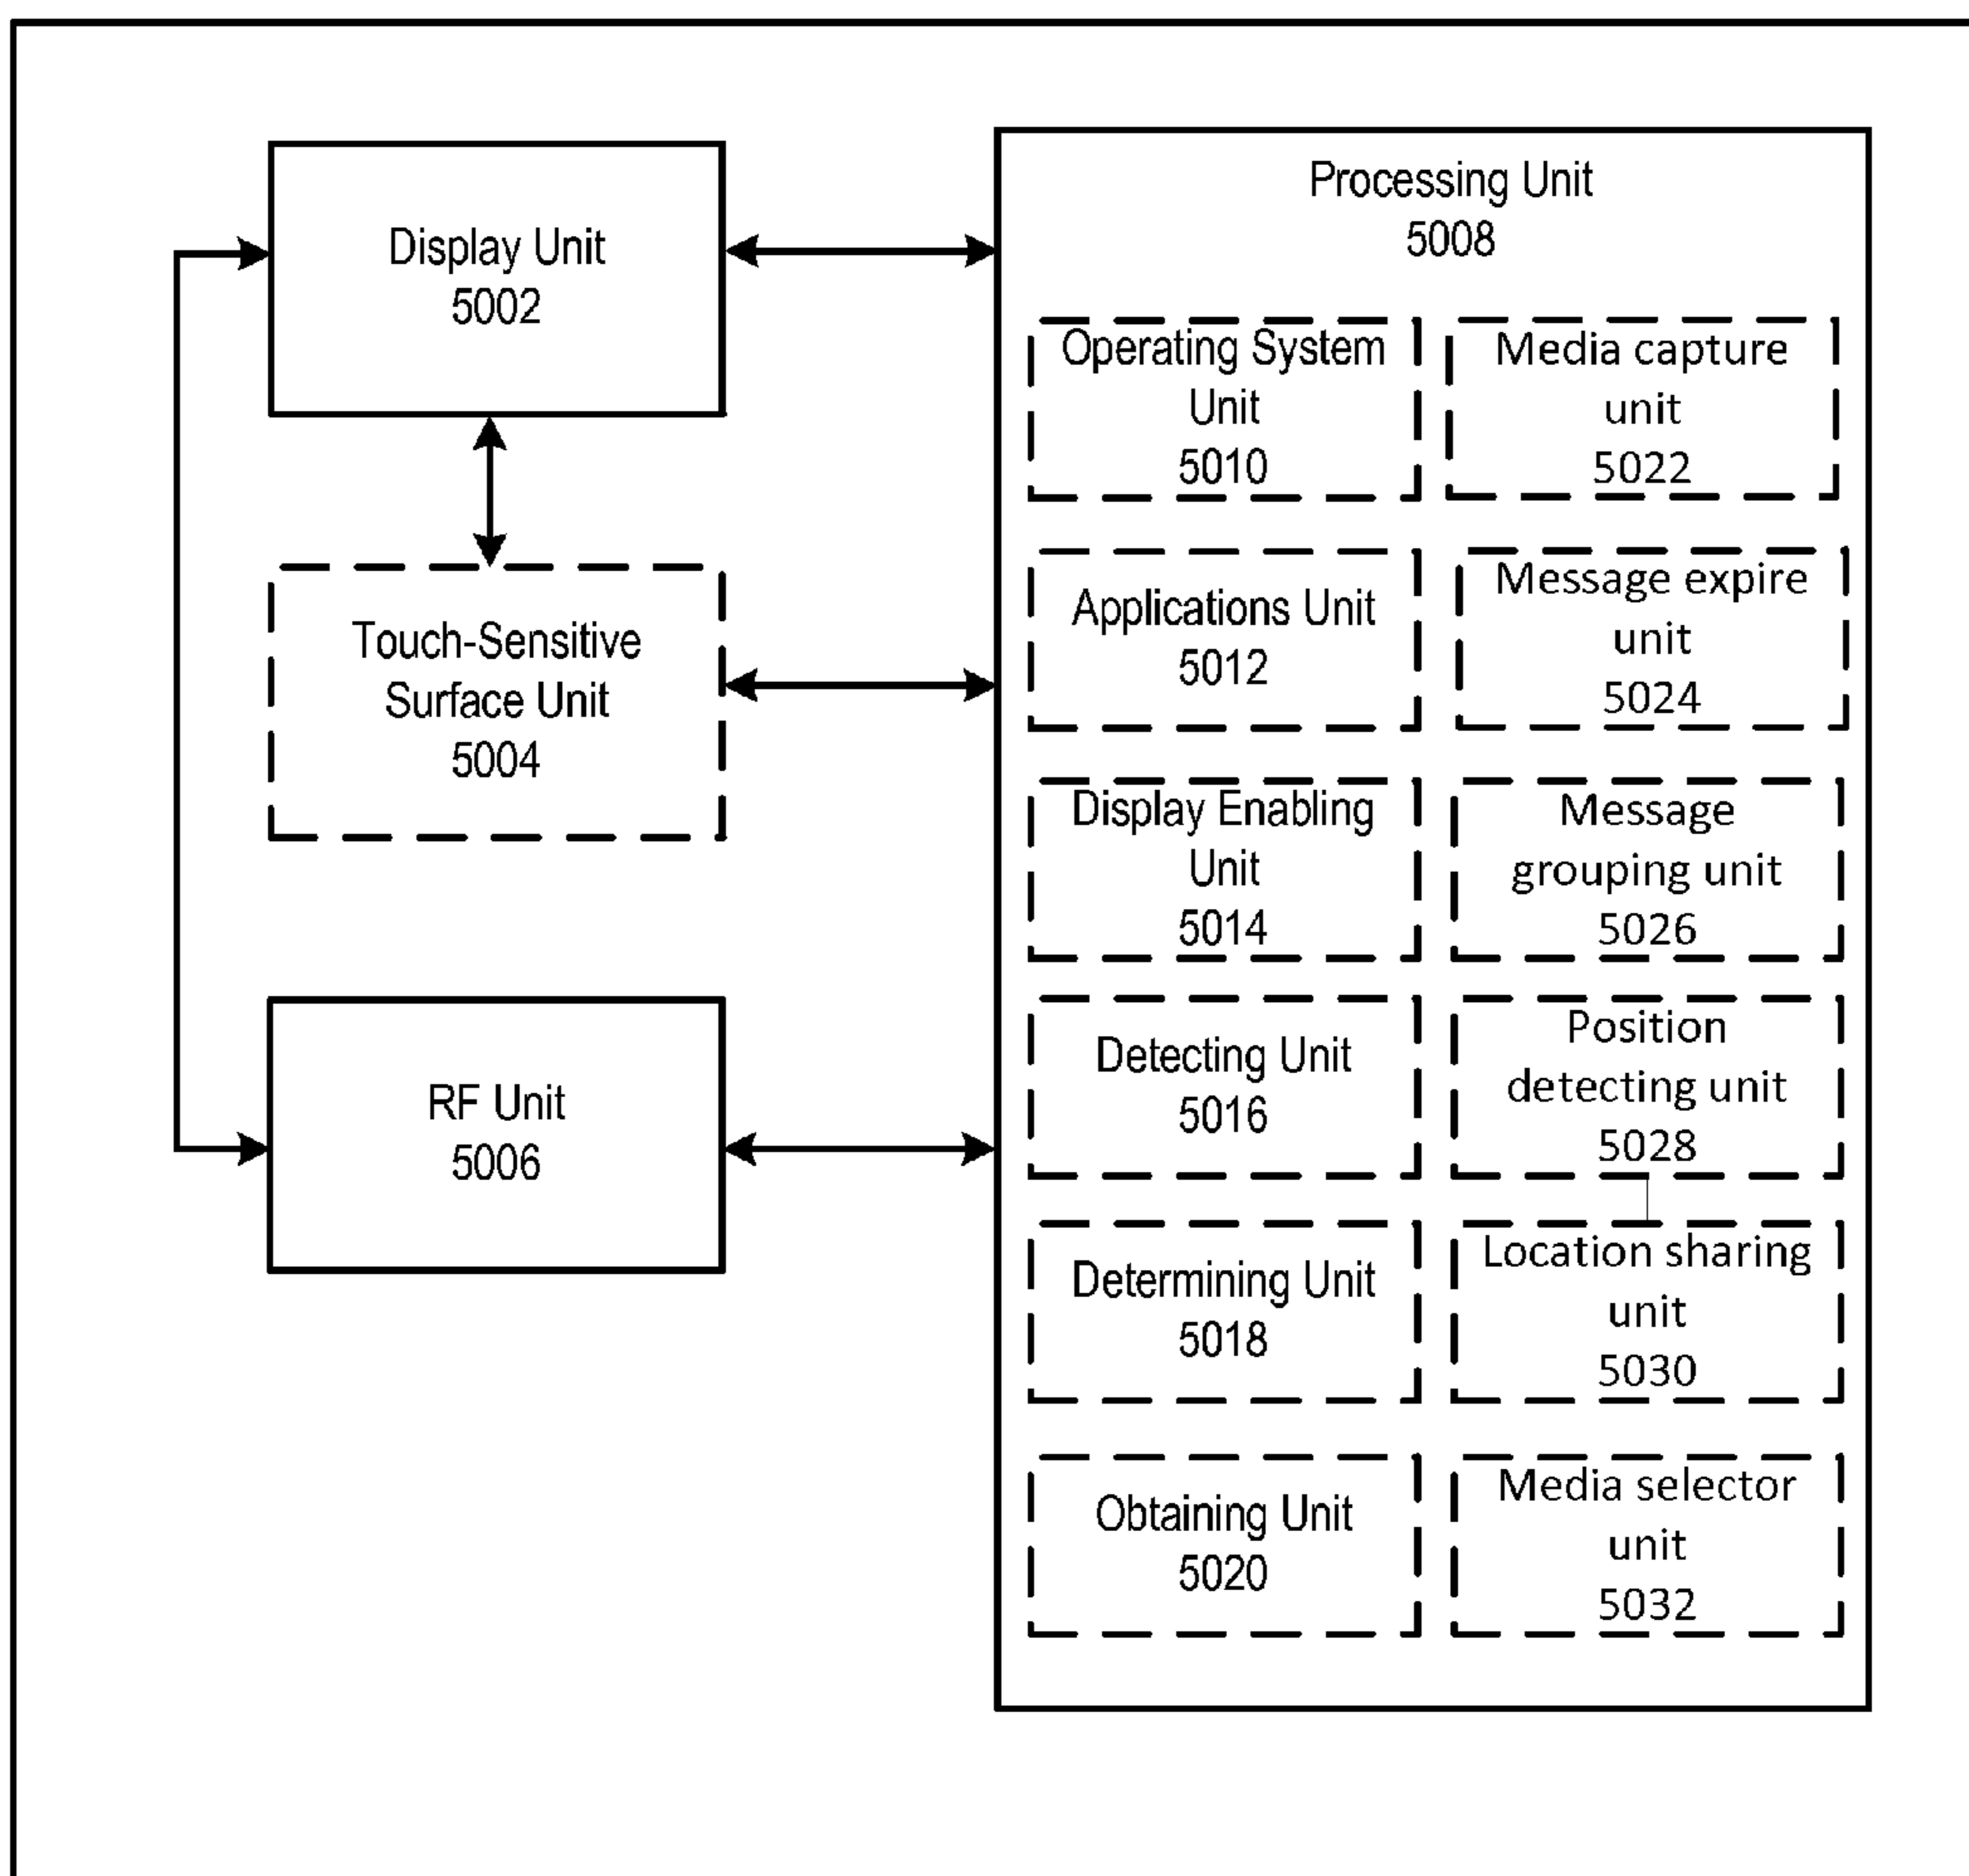 Display Unit
5002
Touch-Sensitive
Surface Unit
5004
RF Unit
5006
Processing Unit
5008
Operating System
Unit
5010
Media capture
unit
5022
Applications Unit
5012
Message expire
unit
5024
Display Enabling
Unit
5014
Message
grouping unit
5026
Detecting Unit
5016
Position
detecting unit
5028
Determining Unit
5018
Location sharing
unit
5030
Obtaining Unit
5020
Media selector
unit
5032